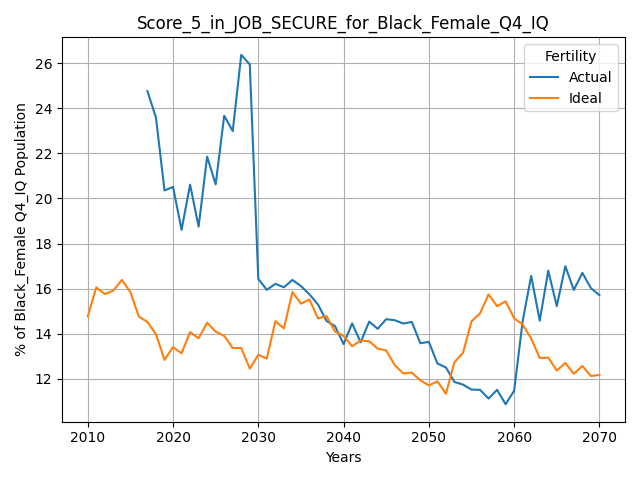 Score_5_in_JOB_SECURE_for_Black_Female_Q4_IQ
Fertility
Actual
Ideal
% of Black_Female Q4_IQ Population
26
24
22
20
18
16
14
12
2010
2020
2030
2040
2050
2060
2070
Years